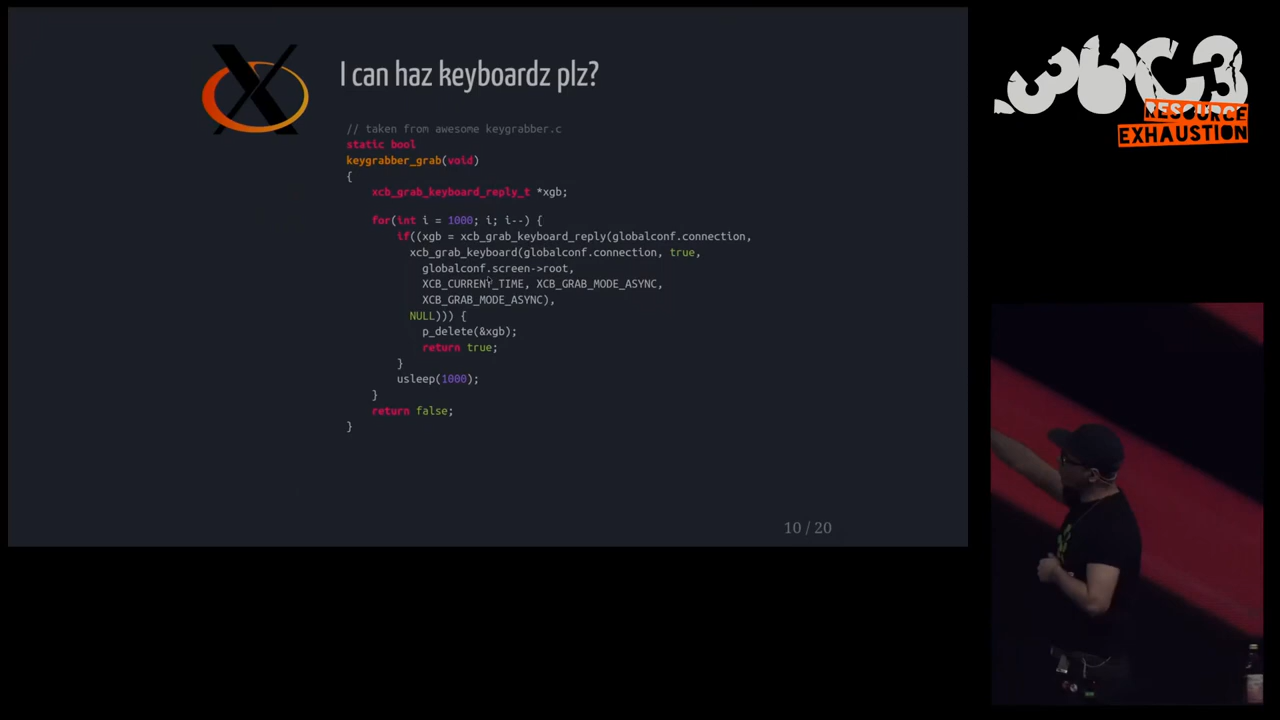 I can haz keyboardz plz?
// taken from awesome keygrabber.c
static bool
keygrabber_grab(void)
{
xcb_grab_keyboard_reply_t *xgb;
for(int i = 1000; i; i--) {
if((xgb = xcb_grab_keyboard_reply(globalconf.connection,
xcb_grab_keyboard(globalconf.connection, true,
globalconf.screen->root,
XCB_CURRENT_TIME, XCB_GRAB_MODE_ASYNC,
XCB_GRAB_MODE_ASYNC),
NULL))) {
p_delete(&xgb);
return true;
}
usleep(1000);
}
return false;
}
10 / 20
36C3
RESOURCE
EXHAUSTION